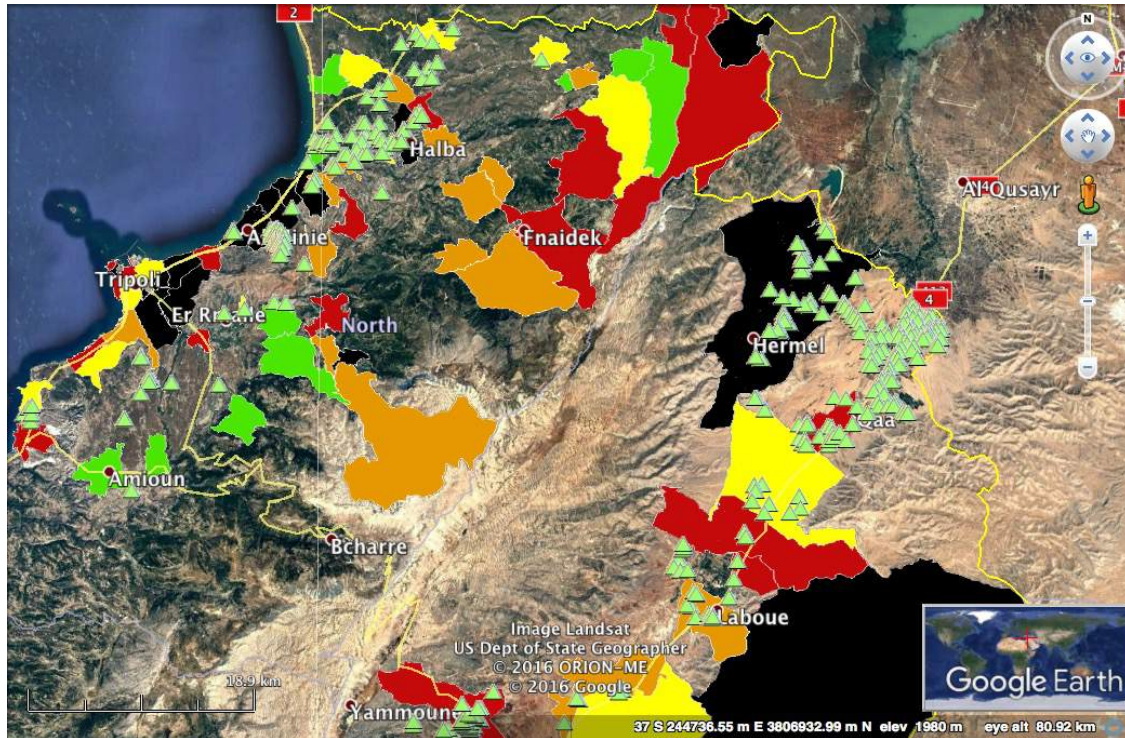 2
N
Halba
Al Qusayr
A
inie
Fnaidek
Tripoli
4
Er R
ane
North
Hermel
Qaa
Amioun
Bcharre
Laboue
Image Landsat
US Dept of State Geographer
© 2016 ORION-ME
© 2016 Google
Google Earth
18.9 km
Yammoune
37 S 244736.55 m E 3806932.99 m N elev 1980 m eye alt 80.92 km